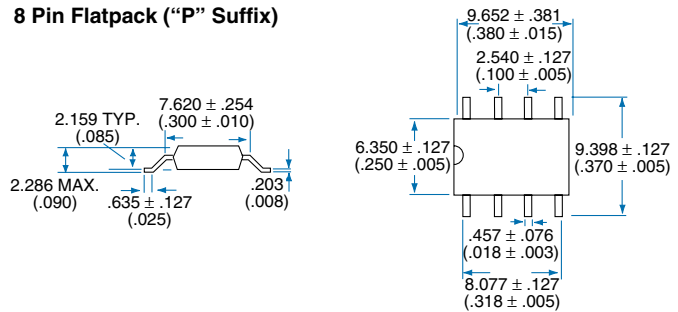 8 Pin Flatpack (“P” Suffix)
9.652 ± .381
(.380 ± .015)
2.540 ± .127
(.100 ± .005)
7.620 ± .254
(.300 ± .010)
2.159 TYP.
(.085)
2.286 MAX.
(.090)
.635 ± .127
(.025)
.203
(.008)
6.350 ± .127
(.250 ± .005)
9.398 ± .127
(.370 ± .005)
.457 ± .076
(.018 ± .003)
8.077 ± .127
(.318 ± .005)